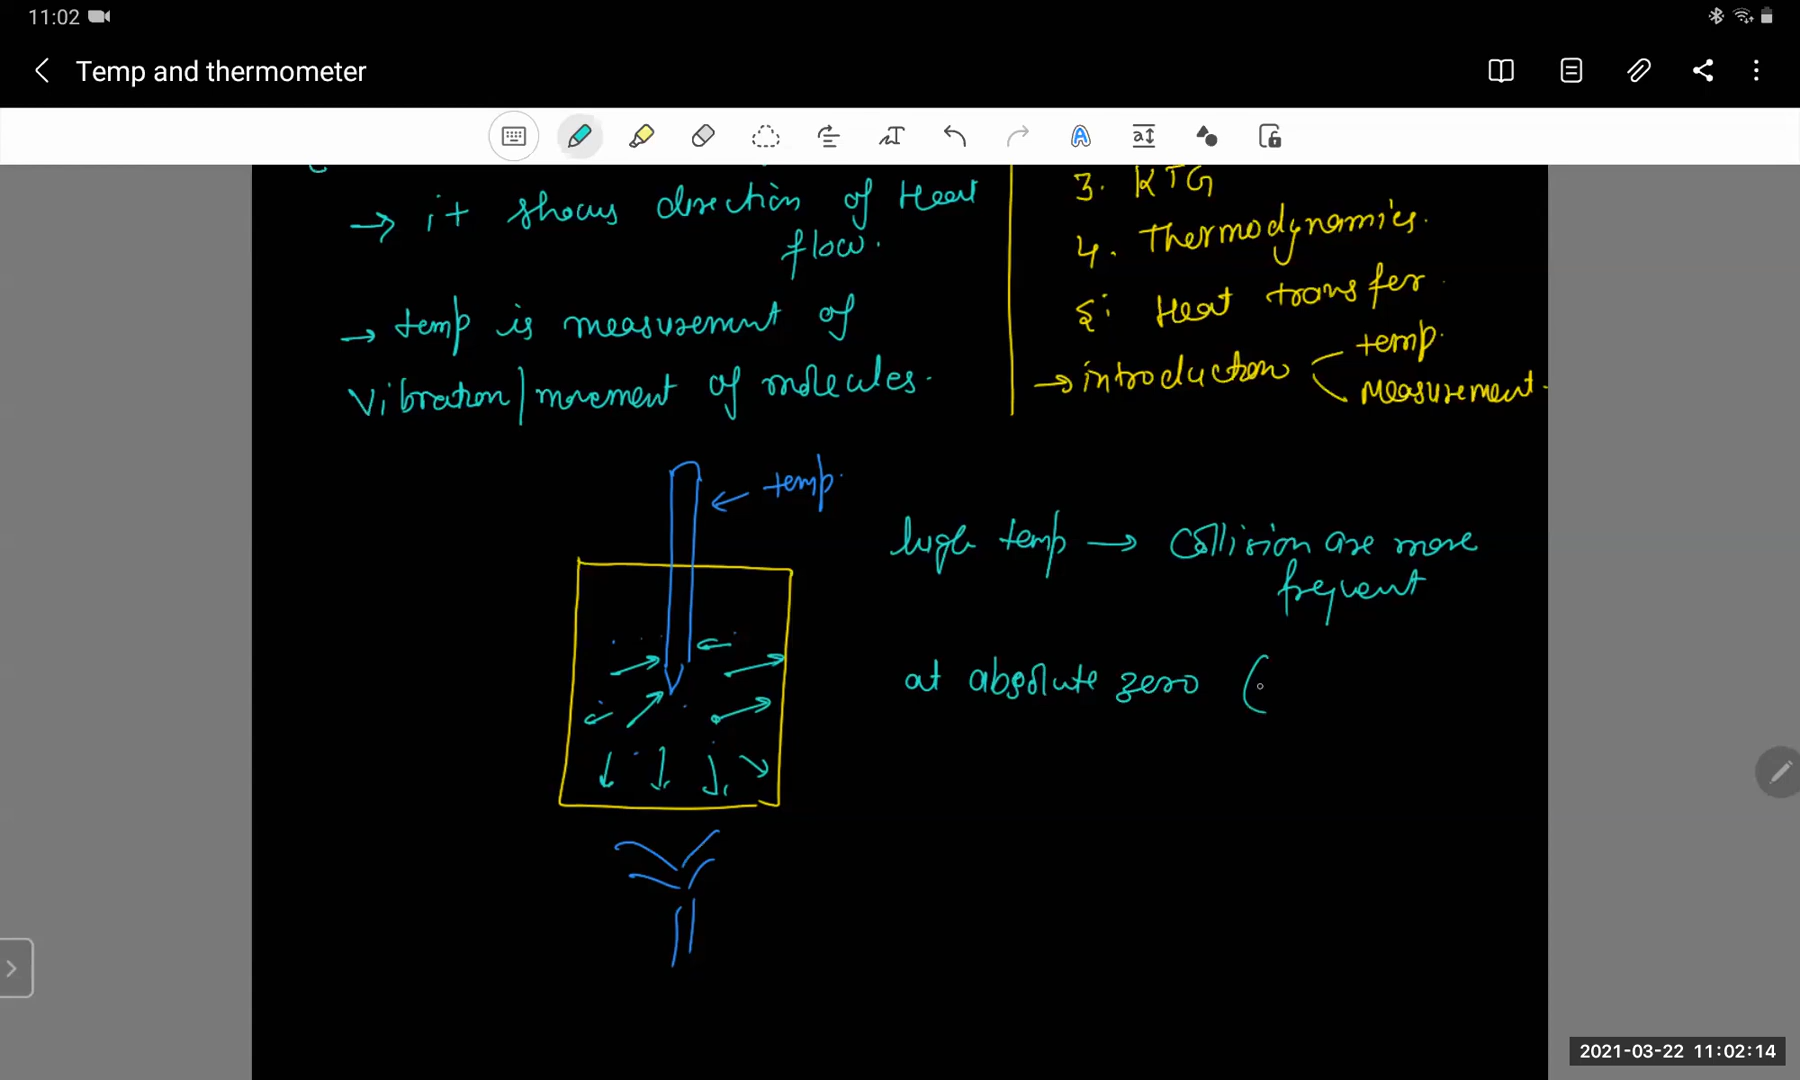 11:02
Temp and thermometer
→ it shows direction of Heat
flow.
→ temp is measurement of
vibration/movement of molecules.
3. KTG
4. Thermodynamics.
5: Heat transfer.
→ introduction
temp.
measurement.
← temp.
high temp → Collision are more
frequent
at absolute zero (
2021-03-22 11:02:14